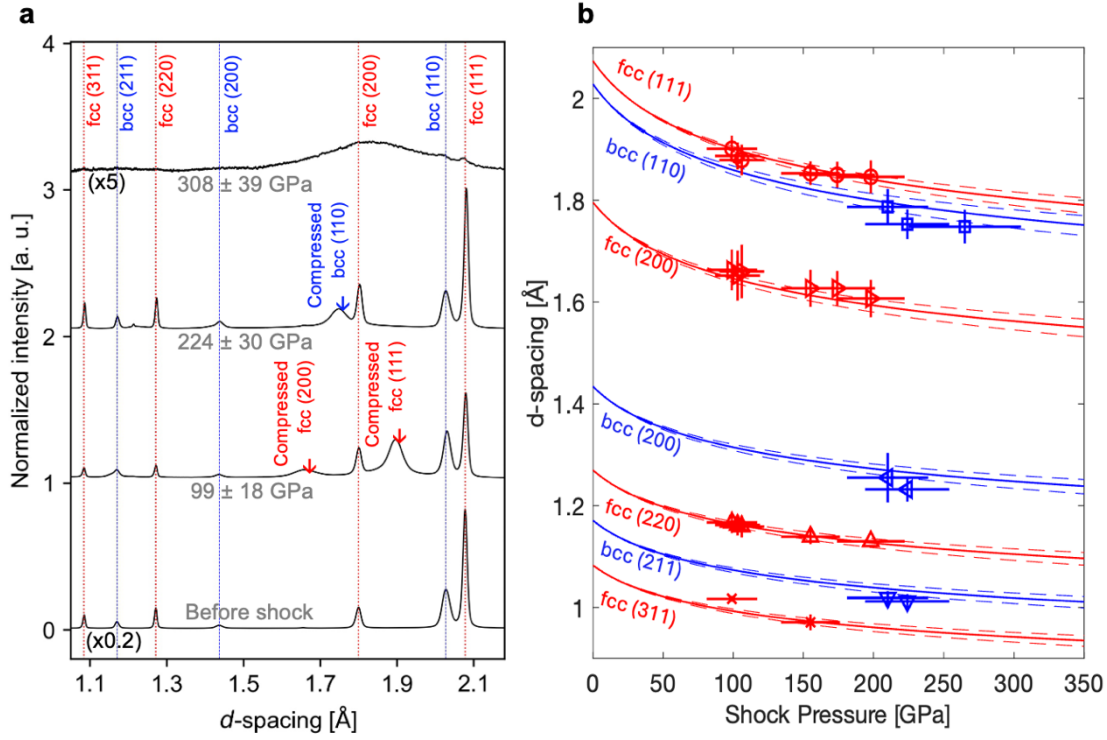 a
4
3
2
1
0
Normalized intensity [a. u.]
fcc (311)
bcc (211)
fcc (220)
bcc (200)
fcc (200)
bcc (110)
fcc (111)
(x5)
308 ± 39 GPa
Compressed
bcc (110)
224 ± 30 GPa
Compressed
fcc (200)
Compressed
fcc (111)
99 ± 18 GPa
Before shock
(x0.2)
1.1 1.3 1.5 1.7 1.9 2.1
d-spacing [Å]
b
2
1.8
1.6
1.4
1.2
1
d-spacing [Å]
fcc (111)
bcc (110)
fcc (200)
bcc (200)
fcc (220)
bcc (211)
fcc (311)
0 50 100 150 200 250 300 350
Shock Pressure [GPa]